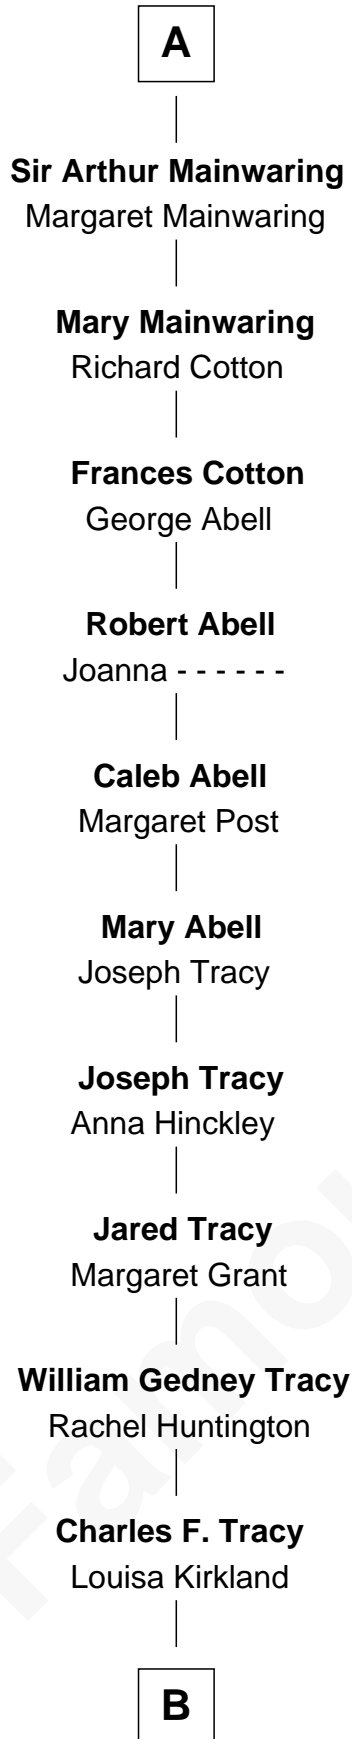 A
Sir Arthur Mainwaring
Margaret Mainwaring
Mary Mainwaring
Richard Cotton
Frances Cotton
George Abell
Robert Abell
Joanna - - - - - -
Caleb Abell
Margaret Post
Mary Abell
Joseph Tracy
Joseph Tracy
Anna Hinckley
Jared Tracy
Margaret Grant
William Gedney Tracy
Rachel Huntington
Charles F. Tracy
Louisa Kirkland
B